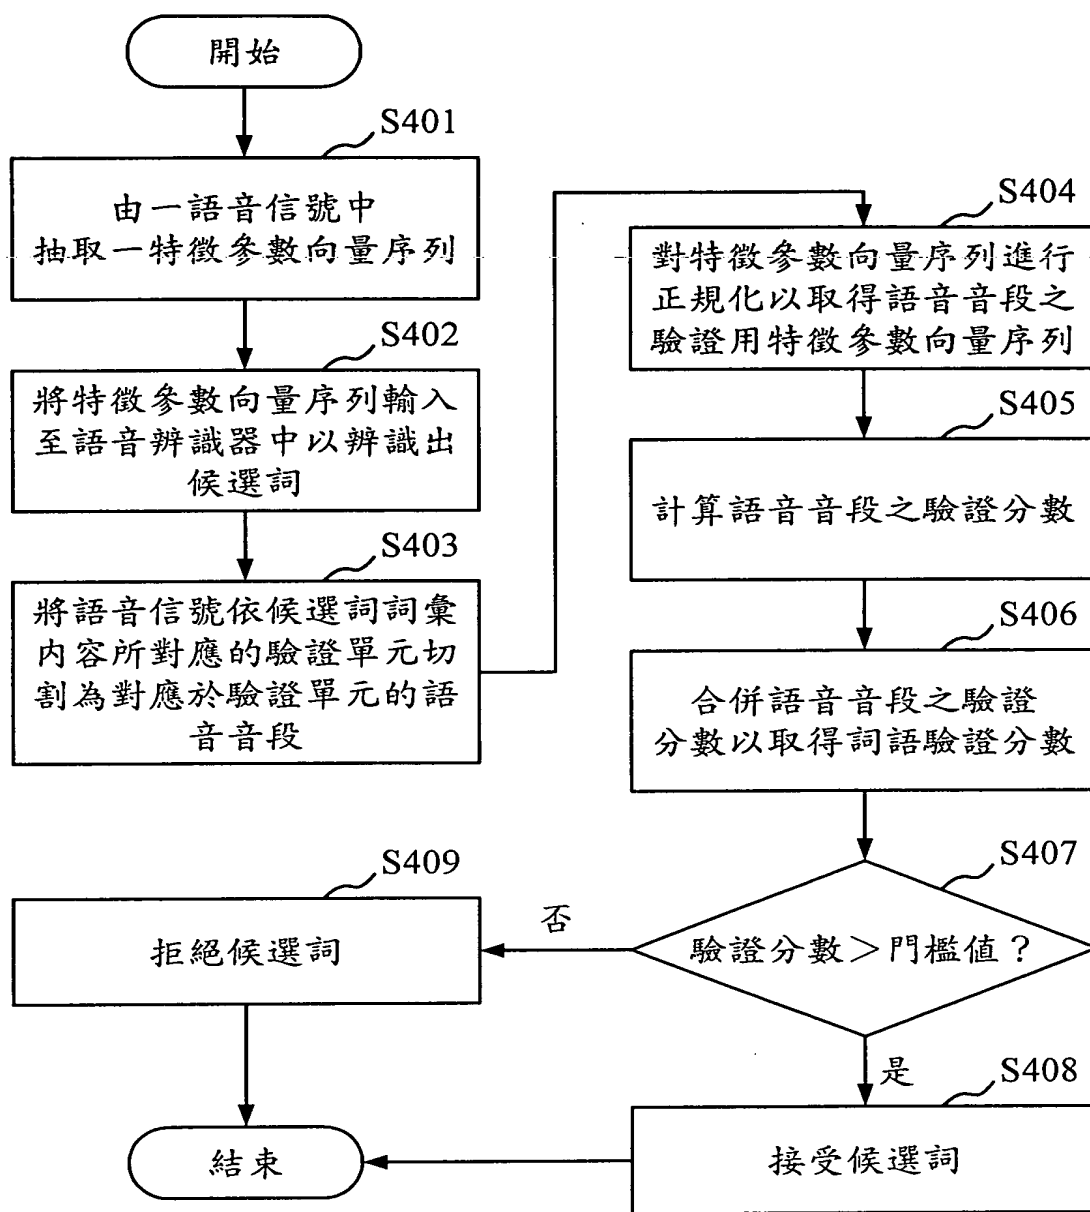 開始
S401
由一語音信號中
抽取一特徵參數向量序列
S402
將特徵參數向量序列輸入
至語音辨識器中以辨識出
候選詞
S403
將語音信號依候選詞詞彙
內容所對應的驗證單元切
割為對應於驗證單元的語
音音段
S404
對特徵參數向量序列進行
正規化以取得語音音段之
驗證用特徵參數向量序列
S405
計算語音音段之驗證分數
S406
合併語音音段之驗證
分數以取得詞語驗證分數
S407
驗證分數＞門檻值？
否
是
S409
拒絕候選詞
S408
接受候選詞
結束